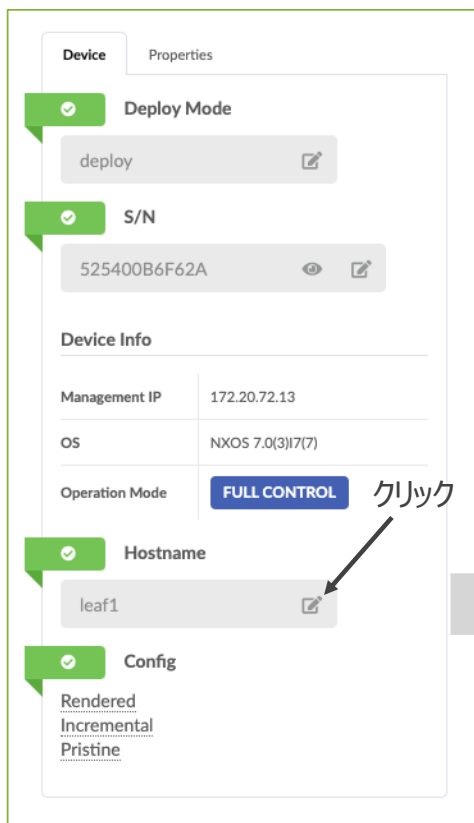 Device Properties
Deploy Mode
deploy
S/N
525400B6F62A
Device Info
Management IP 172.20.72.13
OS NXOS 7.0(3)I7(7)
Operation Mode FULL CONTROL クリック
Hostname
leaf1
Config
Rendered
Incremental
Pristine